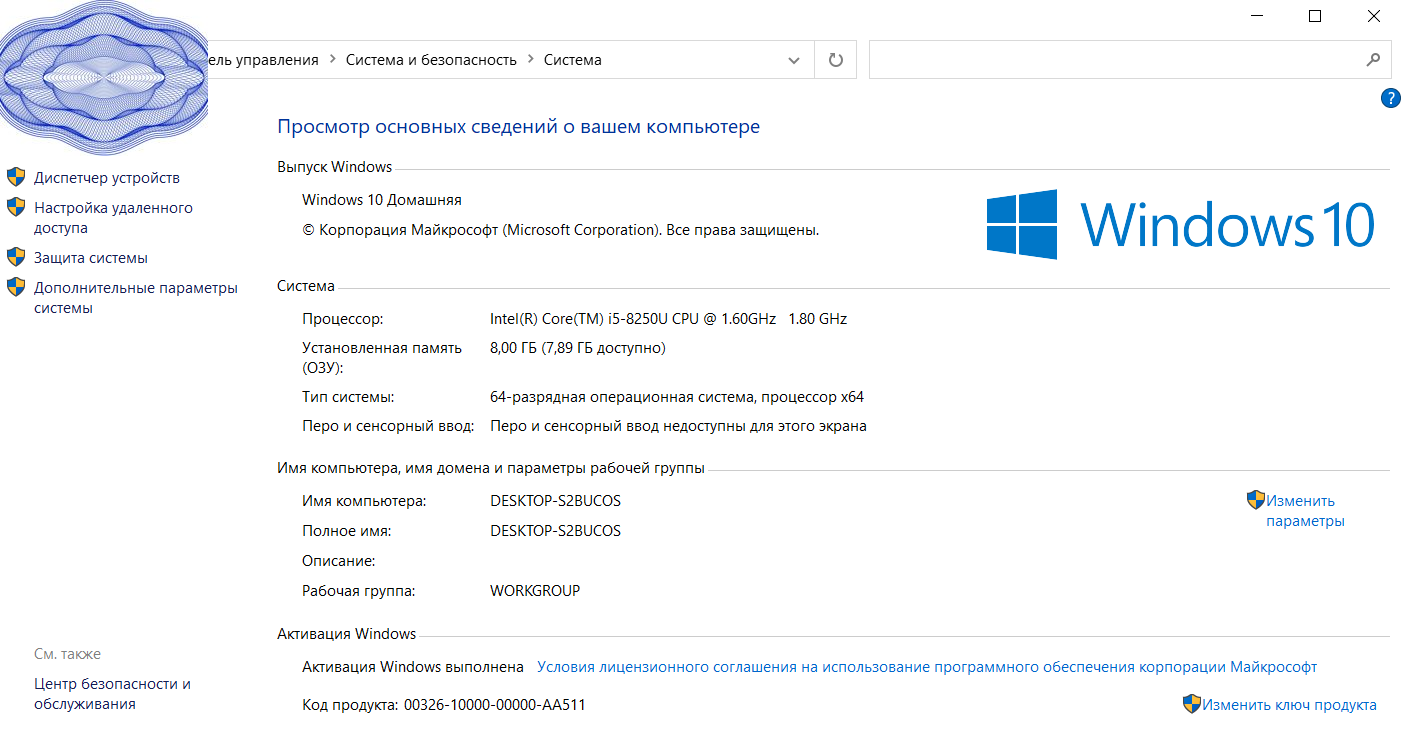 ель управления > Система и безопасность > Система
?
Просмотр основных сведений о вашем компьютере
Выпуск Windows
Windows 10 Домашняя
© Корпорация Майкрософт (Microsoft Corporation). Все права защищены.
Windows 10
Диспетчер устройств
Настройка удаленного
доступа
Защита системы
Дополнительные параметры
системы
Система
Процессор: Intel(R) Core(TM) i5-8250U CPU @ 1.60GHz 1.80 GHz
Установленная память 8,00 ГБ (7,89 ГБ доступно)
(ОЗУ):
Тип системы: 64-разрядная операционная система, процессор x64
Перо и сенсорный ввод: Перо и сенсорный ввод недоступны для этого экрана
Имя компьютера, имя домена и параметры рабочей группы
Имя компьютера: DESKTOP-S2BUCOS
Изменить
параметры
Полное имя: DESKTOP-S2BUCOS
Описание:
Рабочая группа: WORKGROUP
Активация Windows
Активация Windows выполнена Условия лицензионного соглашения на использование программного обеспечения корпорации Майкрософт
Код продукта: 00326-10000-00000-AA511
Изменить ключ продукта
См. также
Центр безопасности и
обслуживания